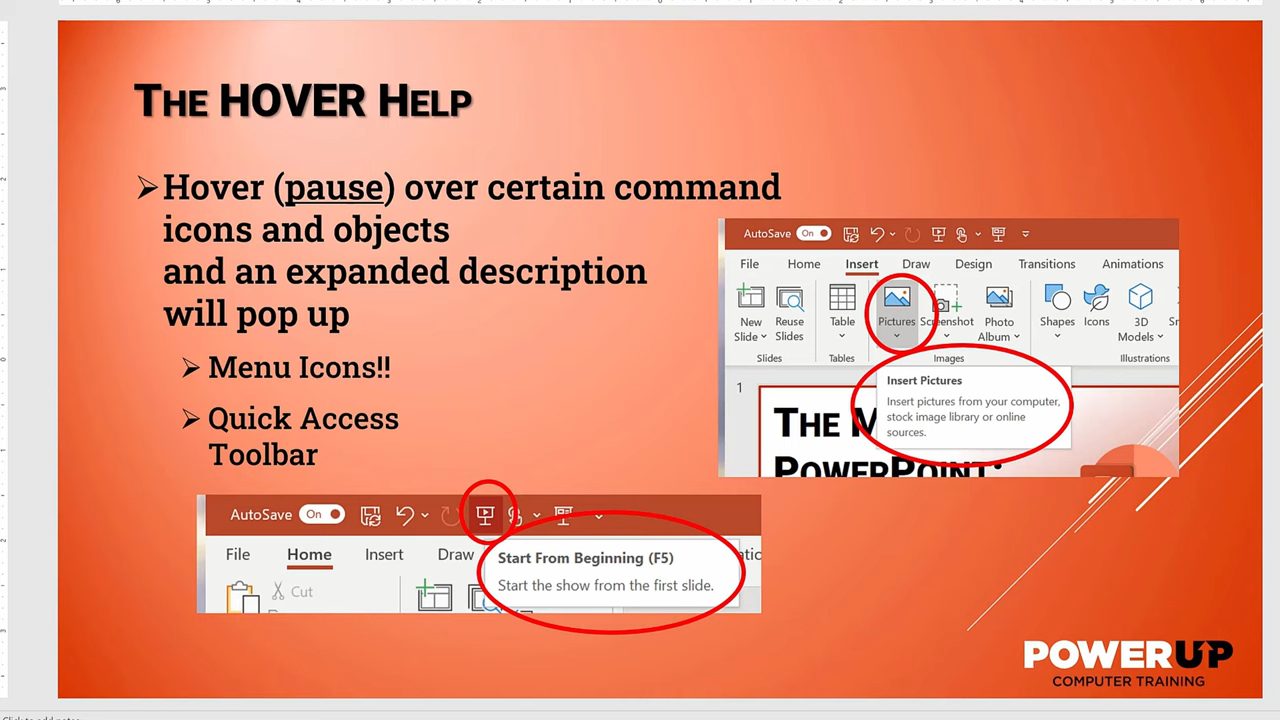 The HOVER Help
➢Hover (pause) over certain command
icons and objects
and an expanded description
will pop up
➢ Menu Icons!!
➢ Quick Access
Toolbar
AutoSave On
File Home Insert Draw Design Transitions Animations
New Slide Reuse Slides Table Pictures Screenshot Photo Album Shapes Icons 3D Models
Slides Tables Images Illustrations
1
Insert Pictures
Insert pictures from your computer,
stock image library or online
sources.
The M
PowerPoint:
AutoSave On
File Home Insert Draw
Start From Beginning (F5)
Start the show from the first slide.
Cut
POWERUP
COMPUTER TRAINING